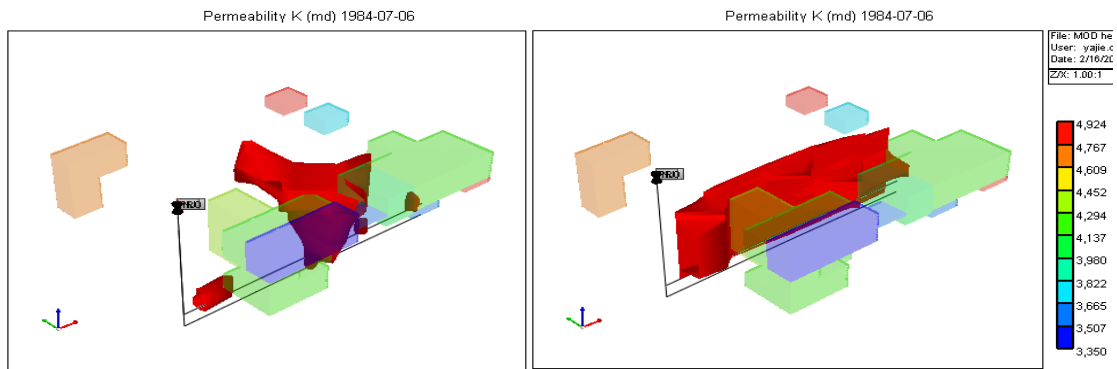 Permeability K (md) 1984-07-06
Permeability K (md) 1984-07-06
File: MOD he
User: yajie.c
Date: 2/16/20
Z/X: 1.00:1
PRO
PRO
4,924
4,767
4,609
4,452
4,294
4,137
3,980
3,822
3,665
3,507
3,350